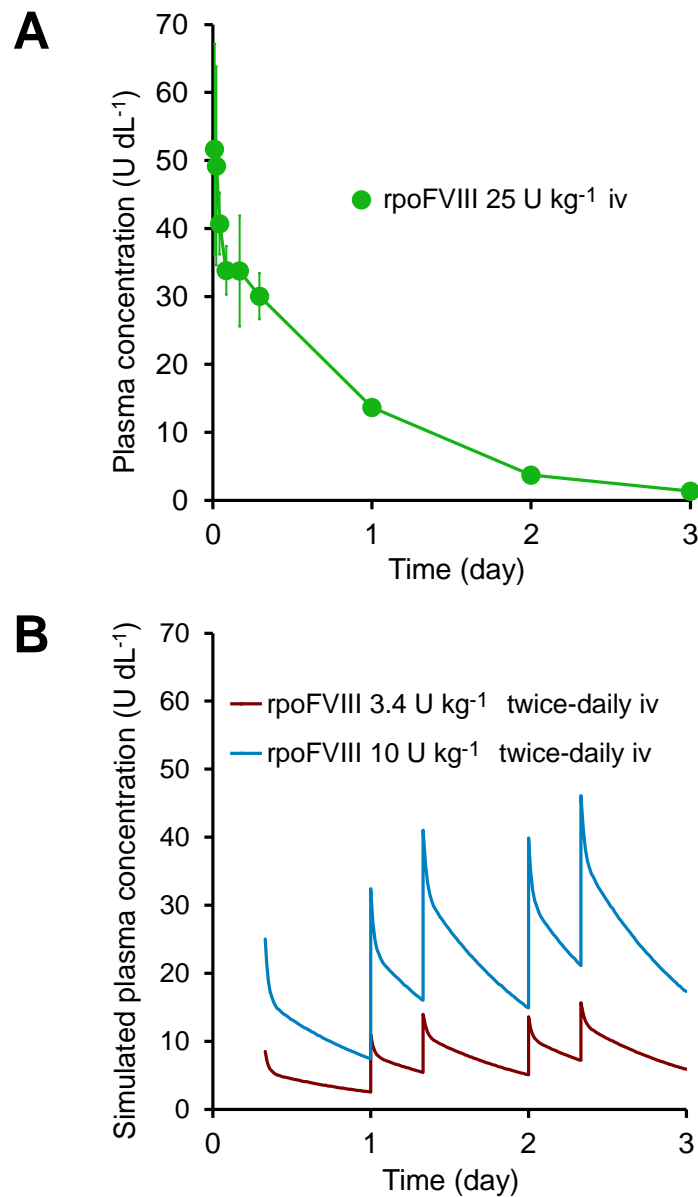 A
Plasma concentration (U dL⁻¹)
70
60
50
40
30
20
10
0
rpoFVIII 25 U kg⁻¹ iv
0 1 2 3
Time (day)
B
Simulated plasma concentration (U dL⁻¹)
70
60
50
40
30
20
10
0
rpoFVIII 3.4 U kg⁻¹ twice-daily iv
rpoFVIII 10 U kg⁻¹ twice-daily iv
0 1 2 3
Time (day)